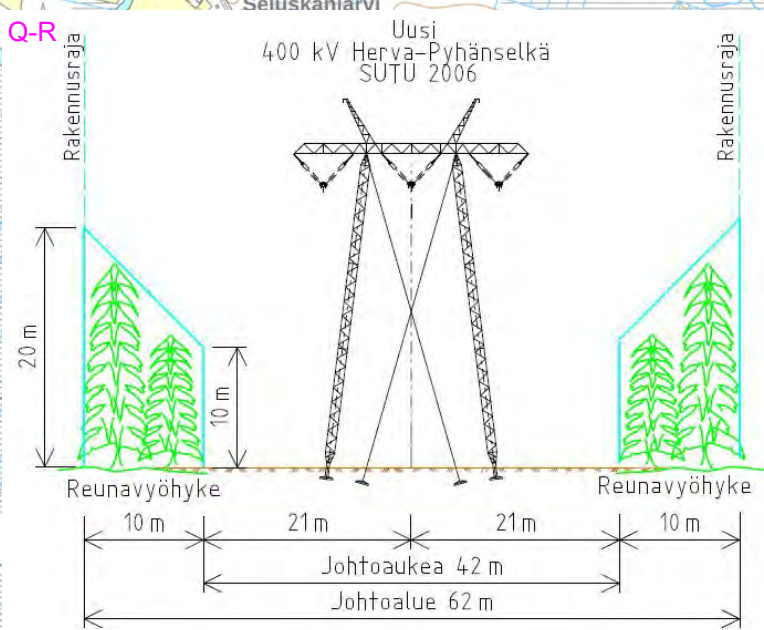 Seluskanjärvi
Q-R
Uusi
400 kV Herva-Pyhänselkä
SUTU 2006
Rakennusraja
Rakennusraja
20 m
10 m
Reunavyöhyke
Reunavyöhyke
10 m
21 m
21 m
10 m
Johtoaukea 42 m
Johtoalue 62 m